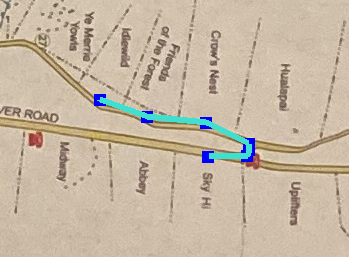 Ye Merrie
Yowls
Idlewild
Friends
of the Forest
Crow's Nest
Hualapai
VER ROAD
Midway
Abbey
Sky Hi
Uplifters